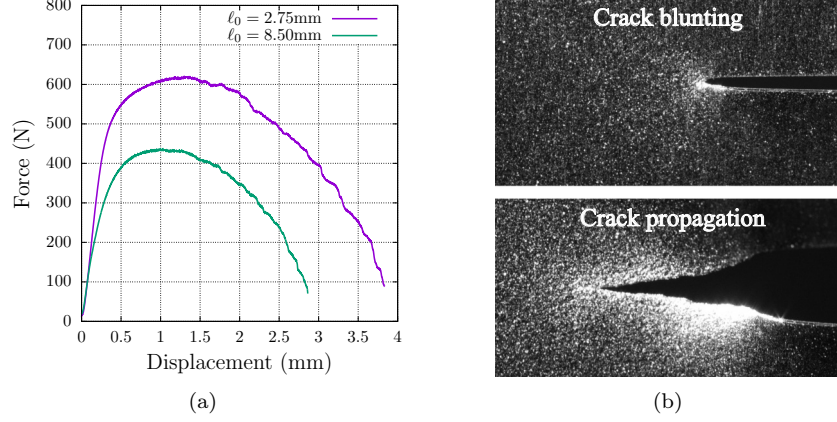 800
700
600
500
400
300
200
100
0
Force (N)
ℓ₀ = 2.75mm
ℓ₀ = 8.50mm
0 0.5 1 1.5 2 2.5 3 3.5 4
Displacement (mm)
(a)
Crack blunting
Crack propagation
(b)